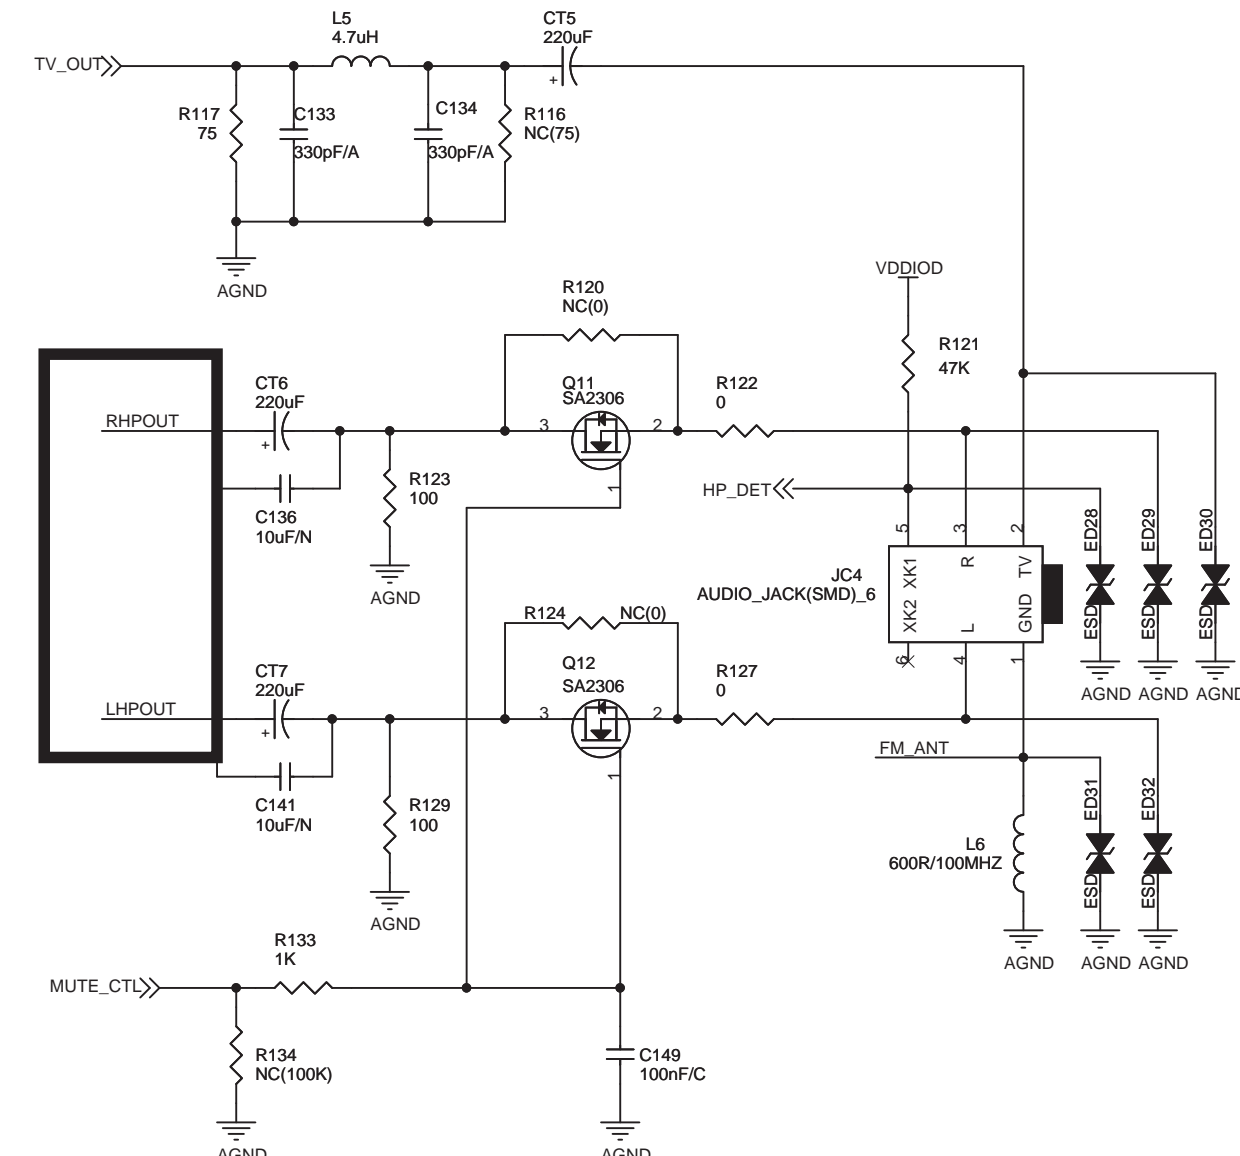 L5
4.7uH
CT5
220uF
+
TV_OUT
R117
75
C133
330pF/A
C134
330pF/A
R116
NC(75)
AGND
VDDIOD
R120
NC(0)
R121
47K
CT6
220uF
+
RHPOUT
Q11
SA2306
3
2
1
R122
0
C136
10uF/N
R123
100
AGND
HP_DET
5
3
2
JC4
AUDIO_JACK(SMD)_6
XK1
R
TV
XK2
L
GND
6
4
1
ED28
ESD
AGND
ED29
ESD
AGND
ED30
ESD
AGND
R124
NC(0)
Q12
SA2306
3
2
1
R127
0
CT7
220uF
+
LHPOUT
C141
10uF/N
R129
100
AGND
FM_ANT
L6
600R/100MHZ
AGND
ED31
ESD
AGND
ED32
ESD
AGND
R133
1K
MUTE_CTL
R134
NC(100K)
AGND
C149
100nF/C
AGND